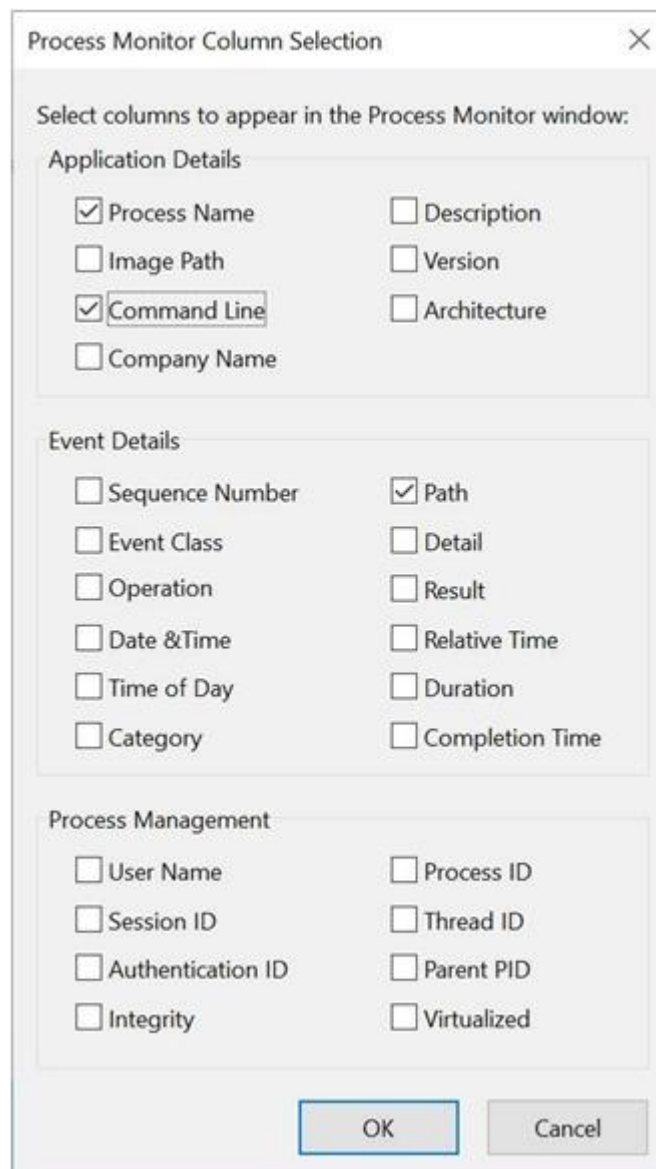 Process Monitor Column Selection
Select columns to appear in the Process Monitor window:
Application Details
Process Name
Description
Image Path
Version
Command Line
Architecture
Company Name
Event Details
Sequence Number
Path
Event Class
Detail
Operation
Result
Date &Time
Relative Time
Time of Day
Duration
Category
Completion Time
Process Management
User Name
Process ID
Session ID
Thread ID
Authentication ID
Parent PID
Integrity
Virtualized
OK
Cancel